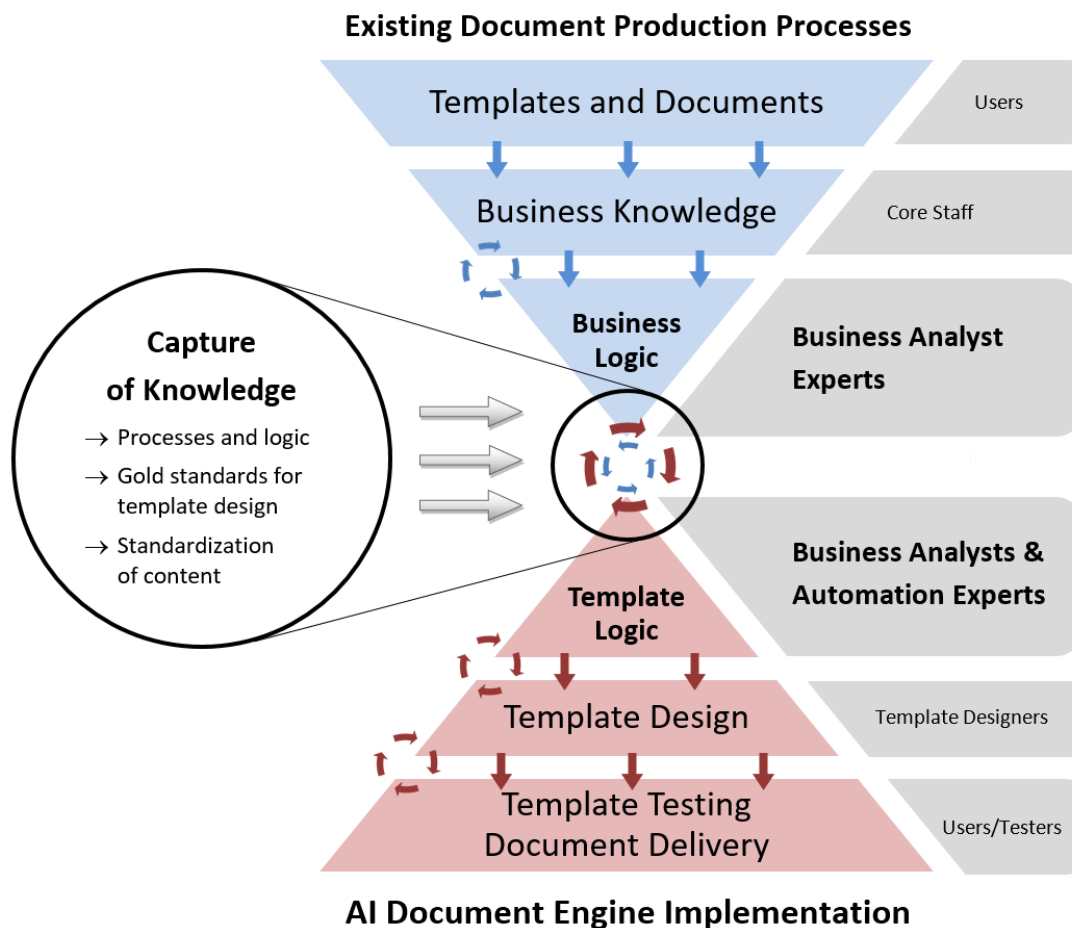 Existing Document Production Processes
Templates and Documents
Users
Business Knowledge
Core Staff
Business
Logic
Business Analyst
Experts
Capture
of Knowledge
→ Processes and logic
→ Gold standards for
template design
→ Standardization
of content
Template
Logic
Business Analysts &
Automation Experts
Template Design
Template Designers
Template Testing
Document Delivery
Users/Testers
AI Document Engine Implementation